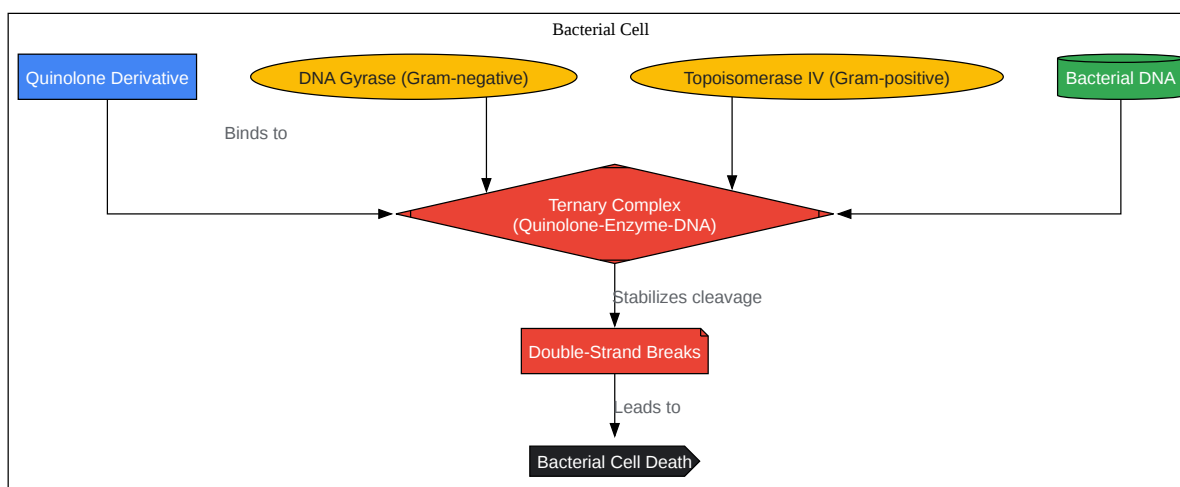 Bacterial Cell
Quinolone Derivative
DNA Gyrase (Gram-negative)
Topoisomerase IV (Gram-positive)
Bacterial DNA
Binds to
Ternary Complex
(Quinolone-Enzyme-DNA)
Stabilizes cleavage
Double-Strand Breaks
Leads to
Bacterial Cell Death